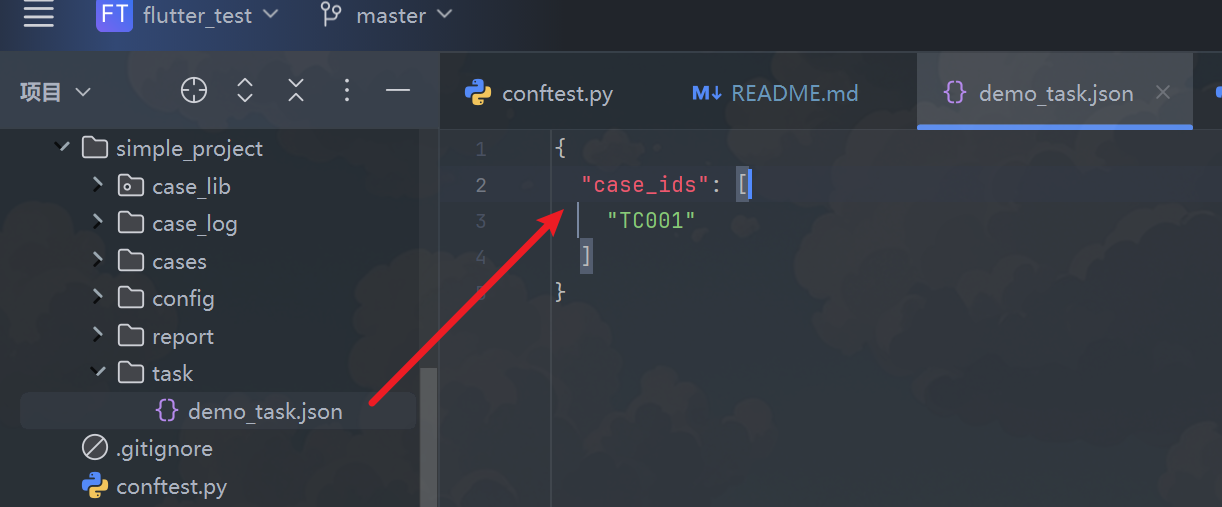 FT flutter_test master
项目
conftest.py README.md demo_task.json
simple_project
case_lib
case_log
cases
config
report
task
demo_task.json
.gitignore
conftest.py
1 {
2 "case_ids": [
3 "TC001"
4 ]
5 }